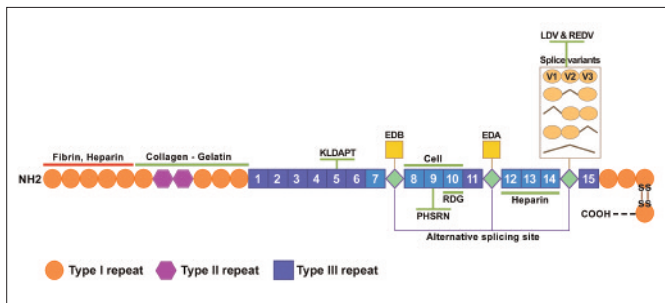 LDV & REDV
Splice variants
V1 V2 V3
KLDAPT
EDB
EDA
Fibrin, Heparin
Collagen - Gelatin
Cell
NH2
1 2 3 4 5 6 7 8 9 10 11 12 13 14 15
RDG
Heparin
PHSRN
SS
SS
COOH
Alternative splicing site
Type I repeat
Type II repeat
Type III repeat